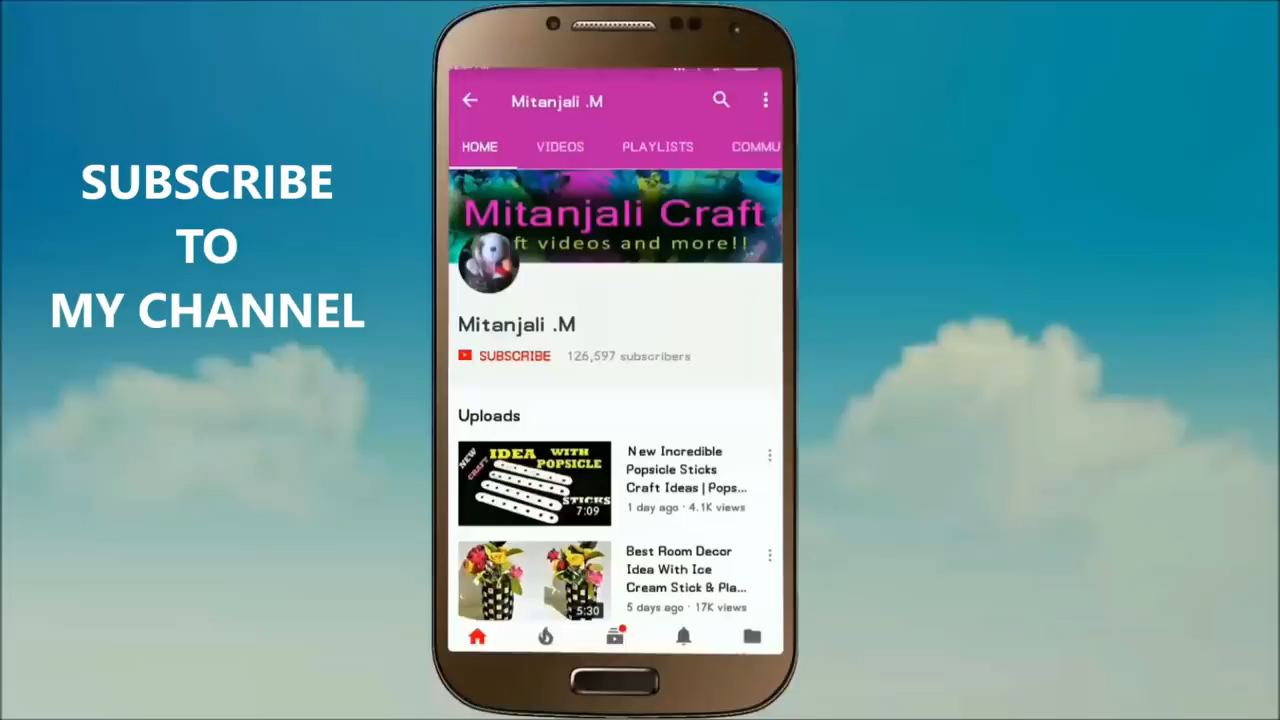 SUBSCRIBE
TO
MY CHANNEL
Mitanjali .M
HOME VIDEOS PLAYLISTS COMMU
Mitanjali Craft
ft videos and more!!
Mitanjali .M
SUBSCRIBE 126,597 subscribers
Uploads
NEW CRAFT IDEA WITH
POPSICLE
STICKS
7:09
New Incredible
Popsicle Sticks
Craft Ideas | Pops...
1 day ago · 4.1K views
5:30
Best Room Decor
Idea With Ice
Cream Stick & Pla...
5 days ago · 17K views